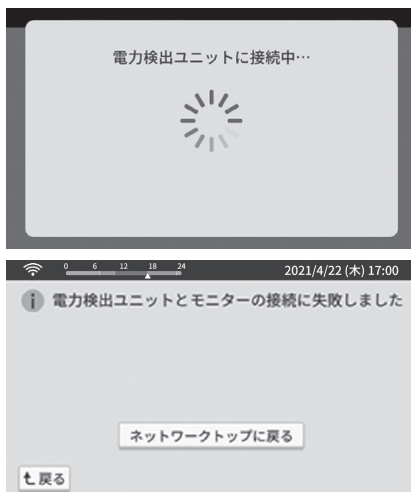 電力検出ユニットに接続中…
0 6 12 18 24
2021/4/22 (木) 17:00
i 電力検出ユニットとモニターの接続に失敗しました
ネットワークトップに戻る
戻る